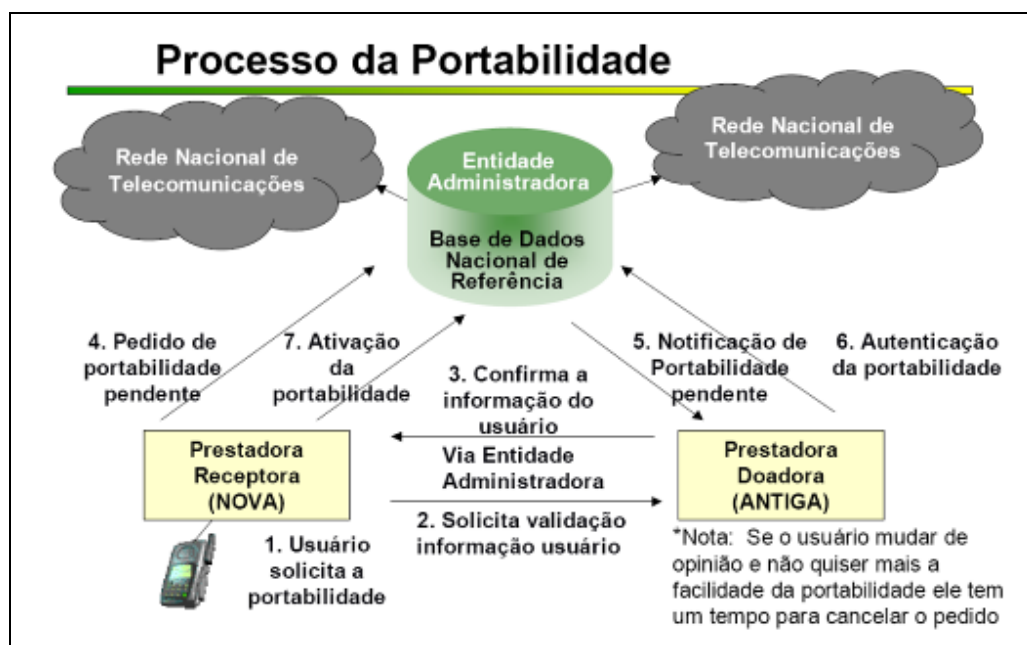 Processo da Portabilidade
Rede Nacional de
Telecomunicações
Entidade
Administradora
Base de Dados
Nacional de
Referência
Rede Nacional de
Telecomunicações
4. Pedido de
portabilidade
pendente
7. Ativação
da
portabilidade
3. Confirma a
informação do
usuário
5. Notificação de
Portabilidade
pendente
6. Autenticação
da portabilidade
Prestadora
Receptora
(NOVA)
Via Entidade
Administradora
Prestadora
Doadora
(ANTIGA)
2. Solicita validação
informação usuário
1. Usuário
solicita a
portabilidade
*Nota: Se o usuário mudar de
opinião e não quiser mais a
facilidade da portabilidade ele tem
um tempo para cancelar o pedido